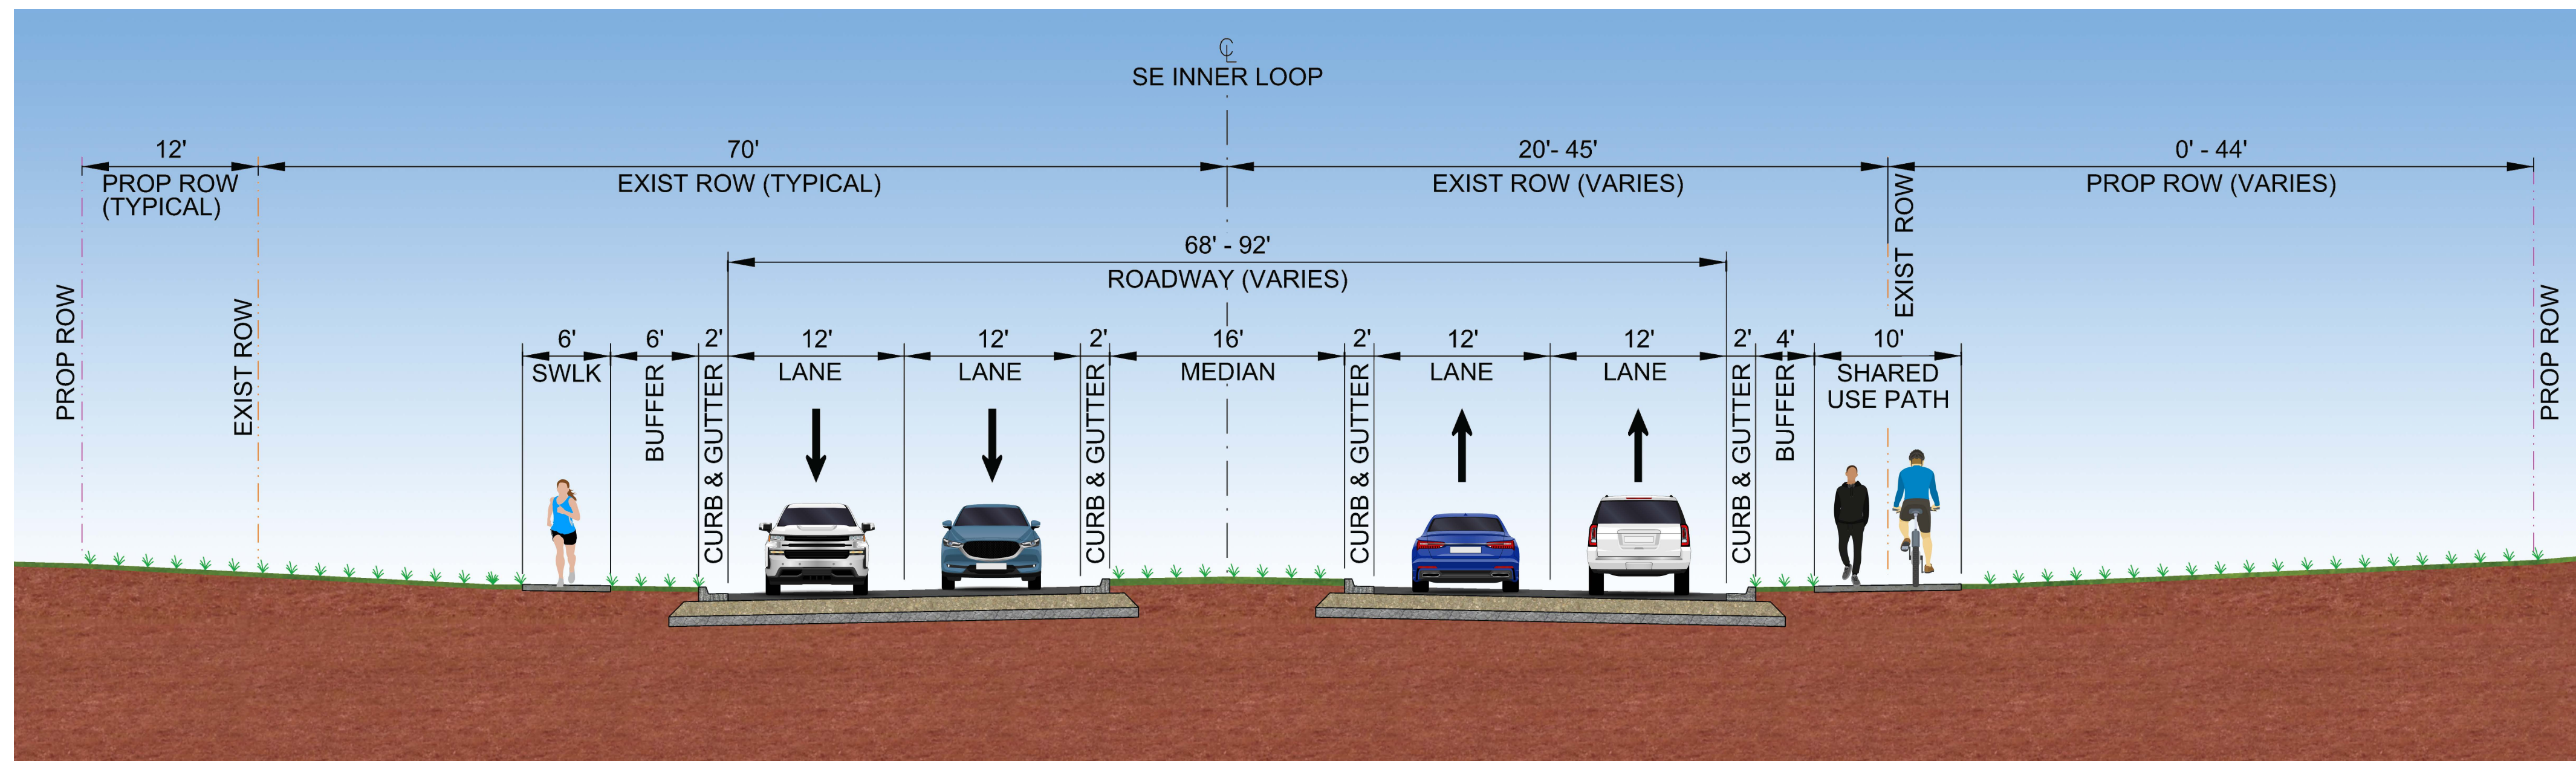 ℄
SE INNER LOOP
12'
70'
20'- 45'
0' - 44'
PROP ROW
(TYPICAL)
EXIST ROW (TYPICAL)
EXIST ROW (VARIES)
PROP ROW (VARIES)
EXIST ROW
68' - 92'
ROADWAY (VARIES)
PROP ROW
EXIST ROW
PROP ROW
6'
6'
2'
12'
12'
2'
16'
2'
12'
12'
2'
4'
10'
SWLK
BUFFER
CURB & GUTTER
LANE
LANE
CURB & GUTTER
MEDIAN
CURB & GUTTER
LANE
LANE
CURB & GUTTER
BUFFER
SHARED
USE PATH